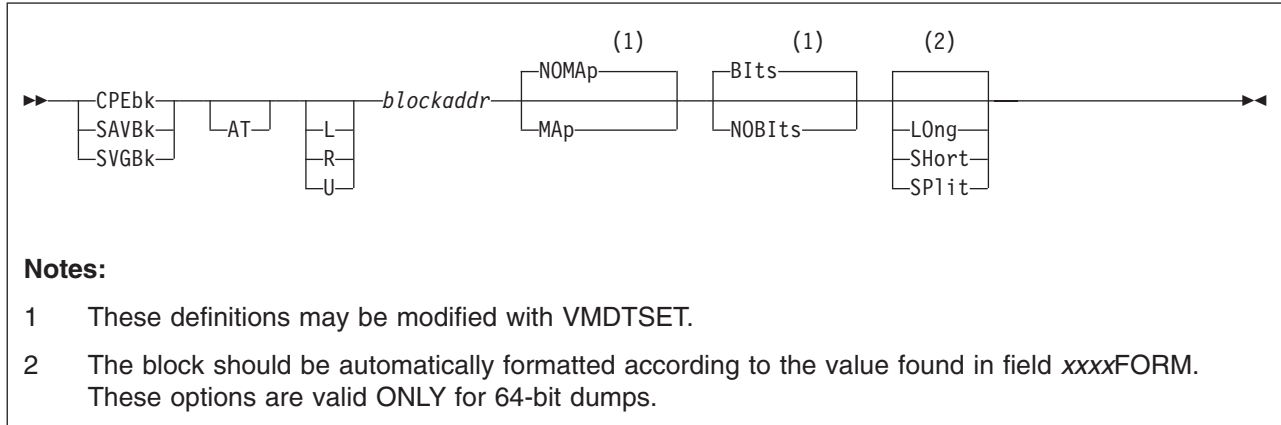 (1) (1) (2)
NOMAp BIts
CPEbk blockaddr
SAVBk AT L MAp NOBIts LOng
SVGBk R SHort
U SPlit
Notes:
1 These definitions may be modified with VMDTSET.
2 The block should be automatically formatted according to the value found in field xxxxFORM.
These options are valid ONLY for 64-bit dumps.